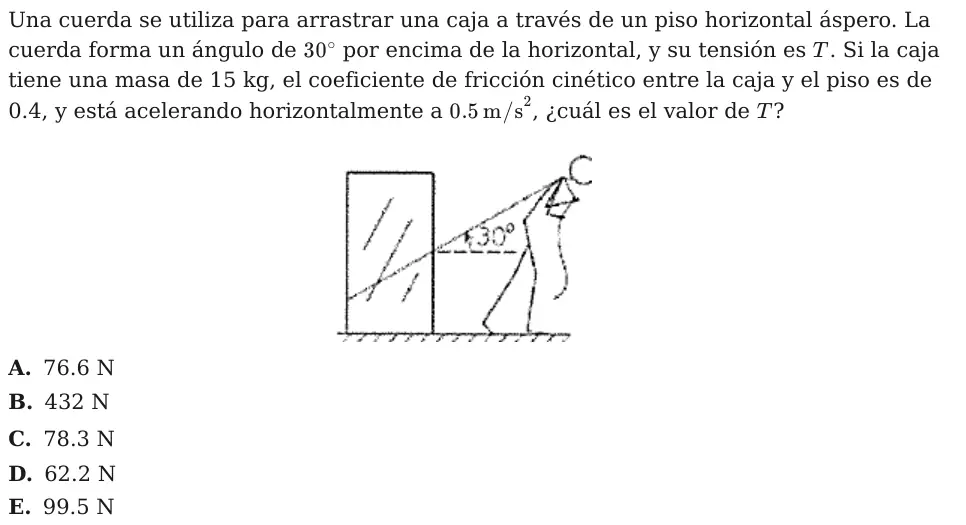 Una cuerda se utiliza para arrastrar una caja a través de un piso horizontal áspero. La
cuerda forma un ángulo de 30° por encima de la horizontal, y su tensión es T. Si la caja
tiene una masa de 15 kg, el coeficiente de fricción cinético entre la caja y el piso es de
0.4, y está acelerando horizontalmente a 0.5 m/s², ¿cuál es el valor de T?
30°
A. 76.6 N
B. 432 N
C. 78.3 N
D. 62.2 N
E. 99.5 N